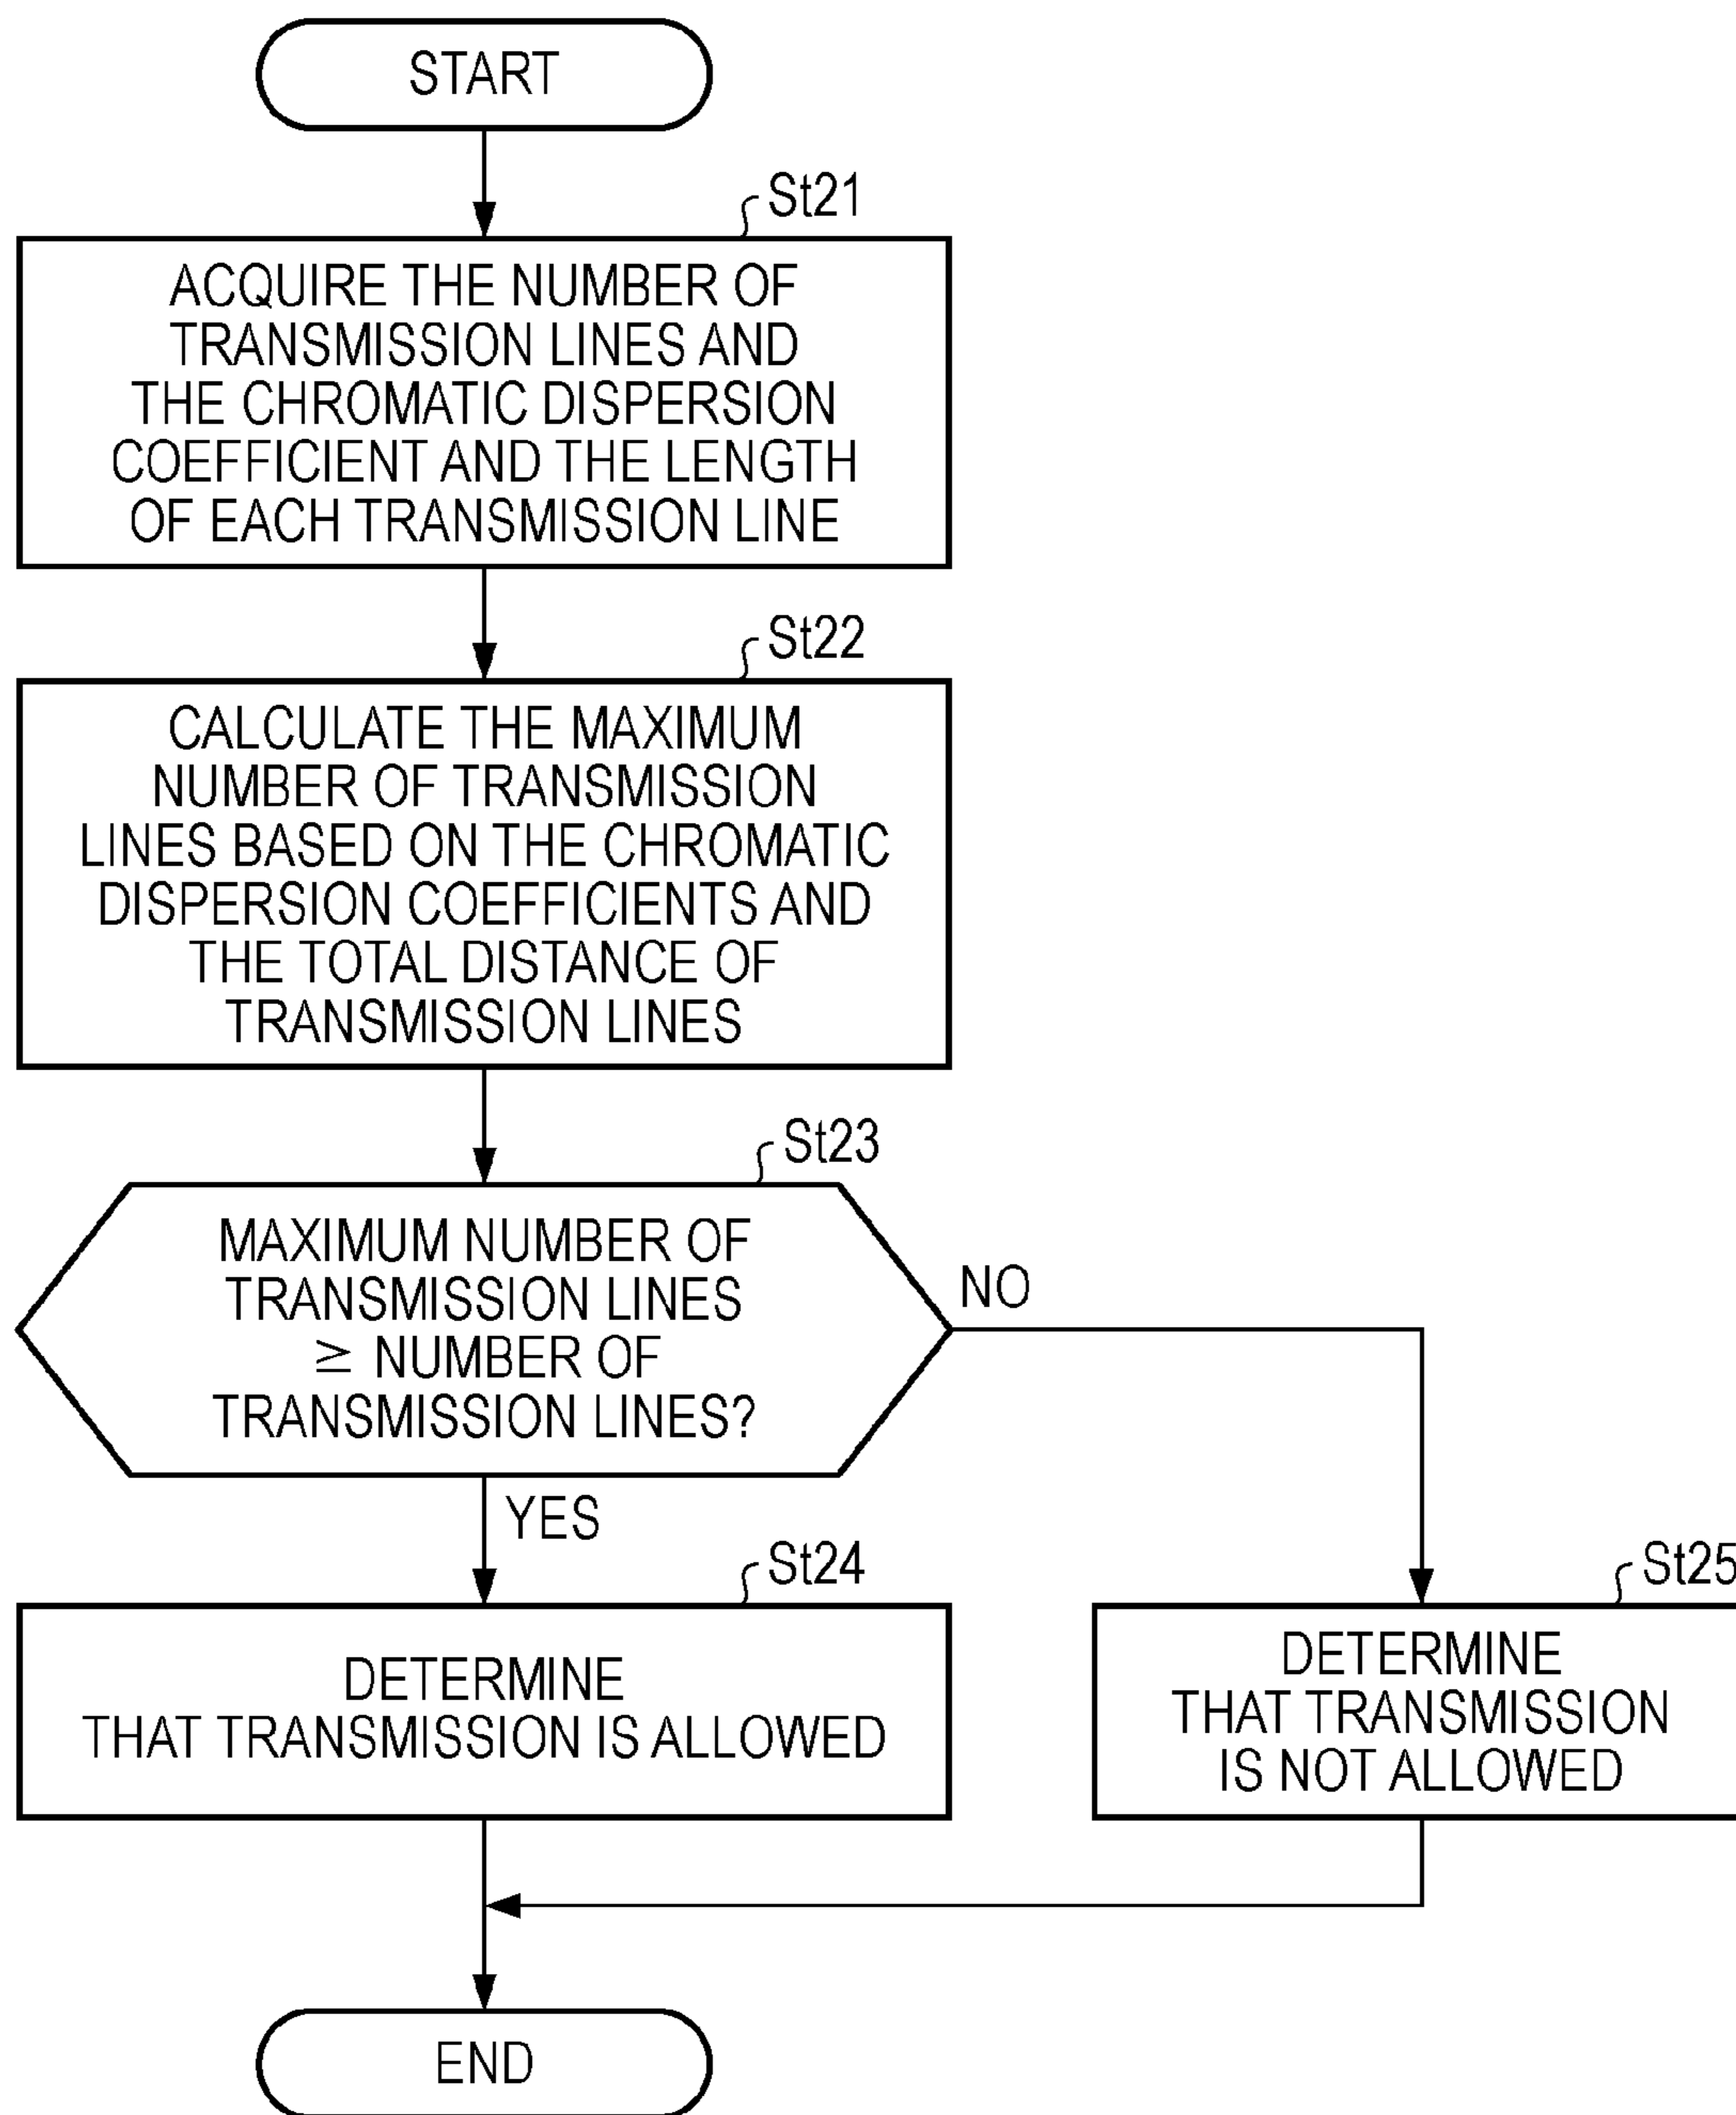 START
St21
ACQUIRE THE NUMBER OF
TRANSMISSION LINES AND
THE CHROMATIC DISPERSION
COEFFICIENT AND THE LENGTH
OF EACH TRANSMISSION LINE
St22
CALCULATE THE MAXIMUM
NUMBER OF TRANSMISSION
LINES BASED ON THE CHROMATIC
DISPERSION COEFFICIENTS AND
THE TOTAL DISTANCE OF
TRANSMISSION LINES
St23
MAXIMUM NUMBER OF
TRANSMISSION LINES
≥ NUMBER OF
TRANSMISSION LINES?
NO
YES
St24
DETERMINE
THAT TRANSMISSION IS ALLOWED
St25
DETERMINE
THAT TRANSMISSION
IS NOT ALLOWED
END